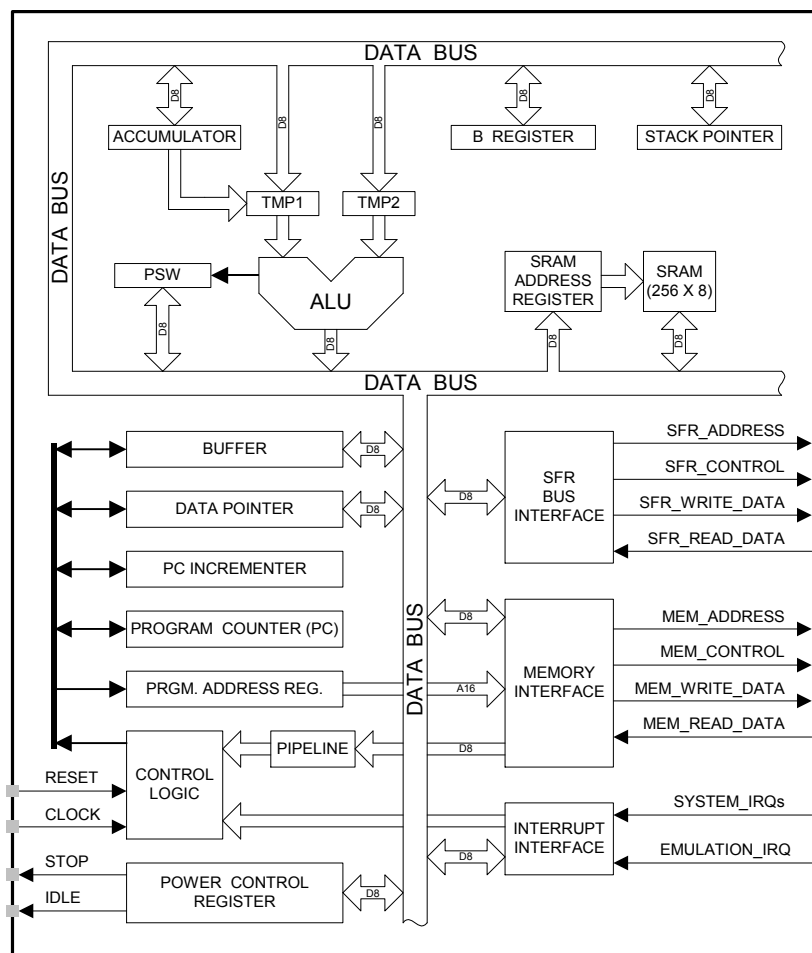 DATA BUS
D8
D8
D8
D8
D8
ACCUMULATOR
B REGISTER
STACK POINTER
DATA BUS
TMP1
TMP2
PSW
ALU
SRAM
ADDRESS
REGISTER
SRAM
(256 X 8)
D8
D8
D8
D8
DATA BUS
BUFFER
D8
DATA POINTER
D8
PC INCREMENTER
PROGRAM COUNTER (PC)
PRGM. ADDRESS REG.
A16
DATA BUS
D8
SFR
BUS
INTERFACE
SFR_ADDRESS
SFR_CONTROL
SFR_WRITE_DATA
SFR_READ_DATA
D8
MEMORY
INTERFACE
MEM_ADDRESS
MEM_CONTROL
MEM_WRITE_DATA
MEM_READ_DATA
RESET
CLOCK
CONTROL
LOGIC
PIPELINE
D8
INTERRUPT
INTERFACE
SYSTEM_IRQs
EMULATION_IRQ
D8
STOP
IDLE
POWER CONTROL
REGISTER
D8